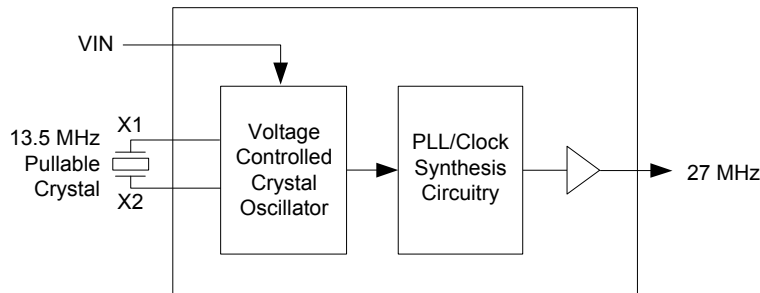 VIN
13.5 MHz
Pullable
Crystal
X1
X2
Voltage
Controlled
Crystal
Oscillator
PLL/Clock
Synthesis
Circuitry
27 MHz